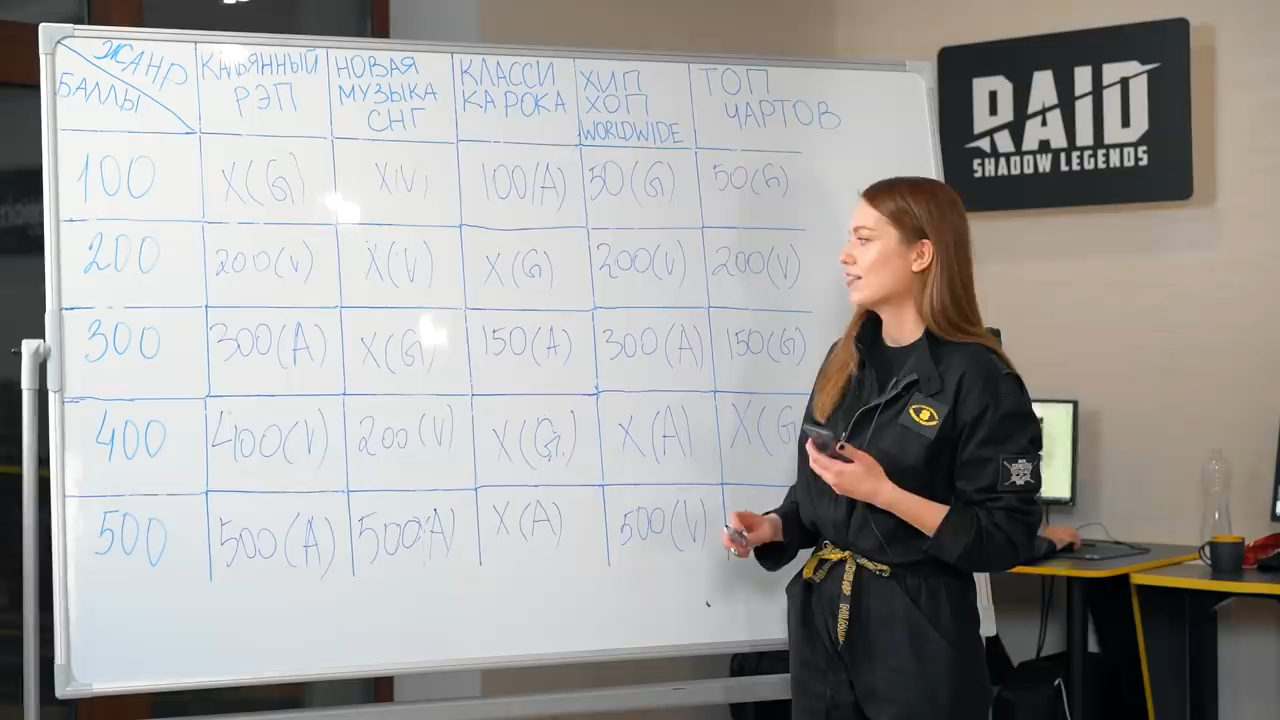 ЖАНР
БАЛЛЫ
КАЛЬЯННЫЙ
РЭП
НОВАЯ
МУЗЫКА
СНГ
КЛАССИ
КА РОКА
ХИП
ХОП
WORLDWIDE
ТОП
ЧАРТОВ
100 X(G) X(V) 100(A) 50(G) 50(G)
200 200(V) X(V) X(G) 200(V) 200(V)
300 300(A) X(G) 150(A) 300(A) 150(G)
400 400(V) 200(V) X(G) X(A) X(G
500 500(A) 500(A) X(A) 500(V)
RAID
SHADOW LEGENDS